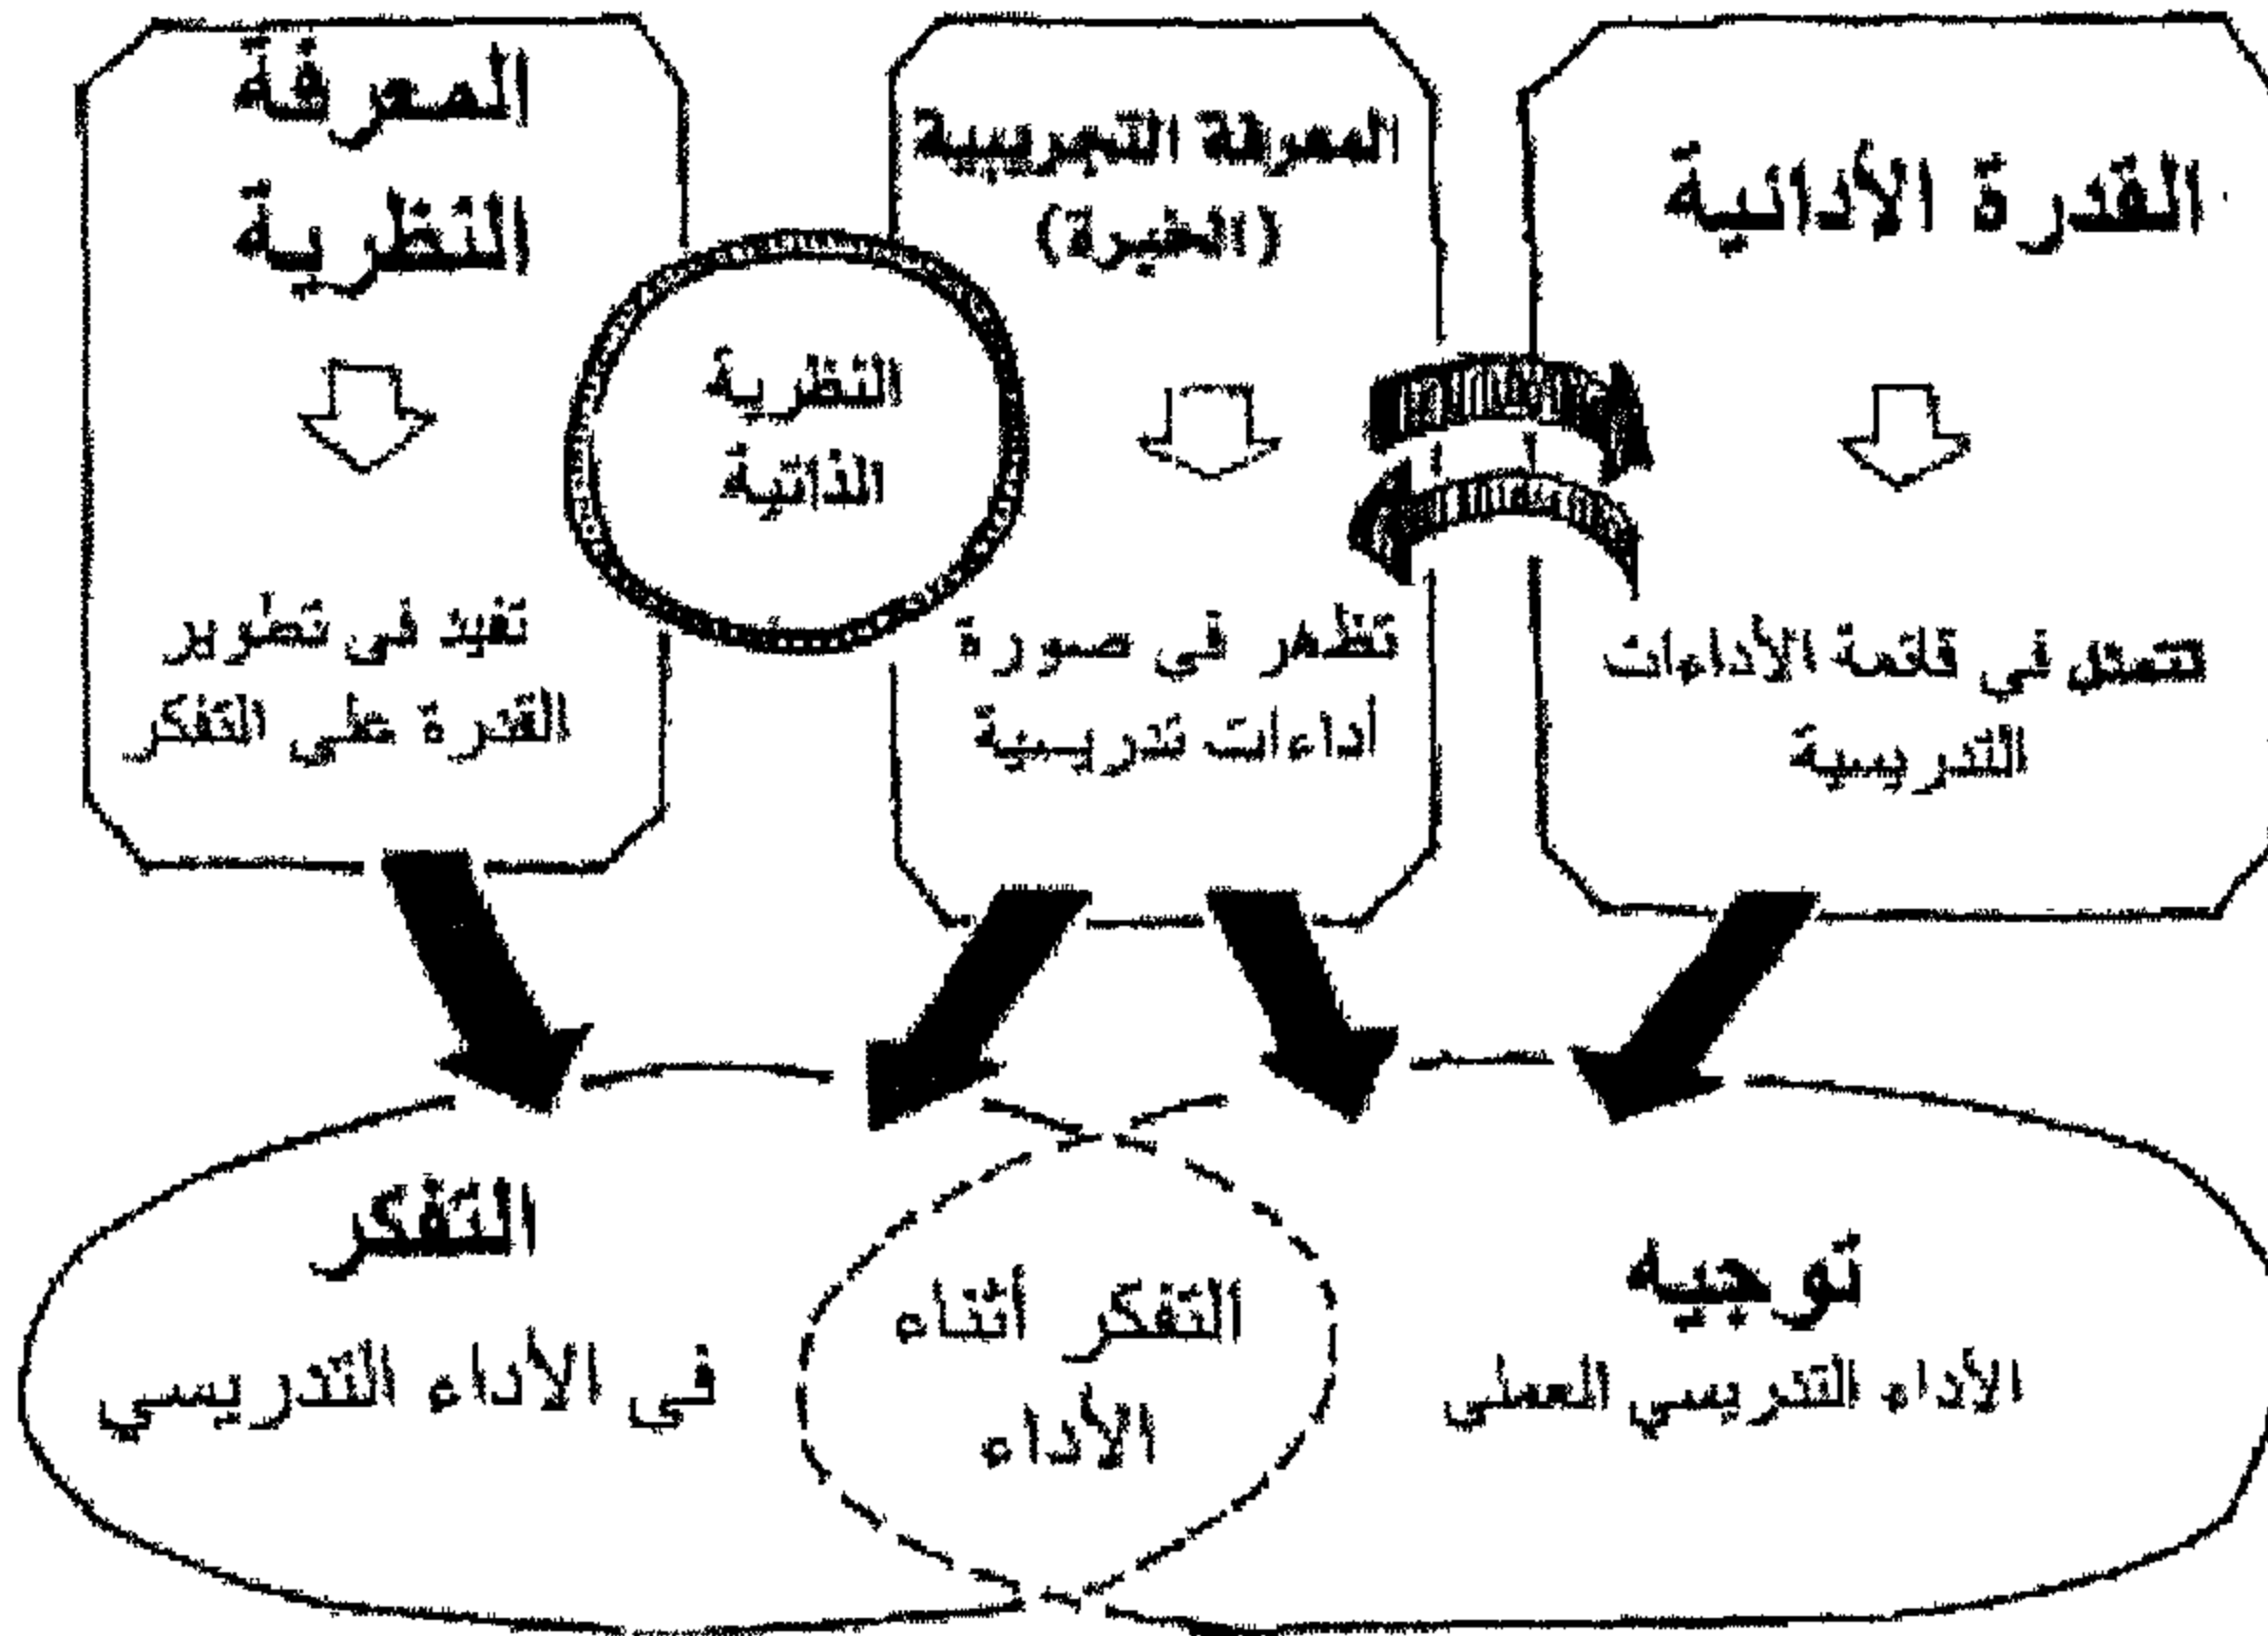 القدرة الأدائية
تتمثل في قائمة الأداءات
التدريسية
المعرفة التجريبية
(الخبرة)
تظهر في صورة
أداءات تدريسية
النظرية
الذاتية
المعرفة
النظرية
تفيد في تطوير
القدرة على التفكر
توجيه
الأداء التدريسي العملي
التفكر أثناء
الأداء
التفكر
في الأداء التدريسي